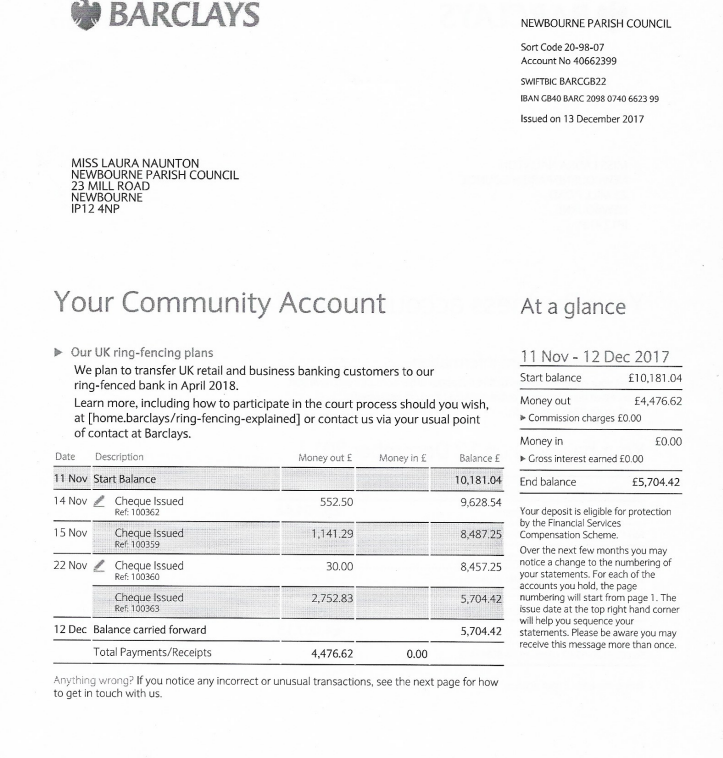 BARCLAYS
NEWBOURNE PARISH COUNCIL
Sort Code 20-98-07
Account No 40662399
SWIFTBIC BARCGB22
IBAN GB40 BARC 2098 0740 6623 99
Issued on 13 December 2017
MISS LAURA NAUNTON
NEWBOURNE PARISH COUNCIL
23 MILL ROAD
NEWBOURNE
IP12 4NP
Your Community Account
▶ Our UK ring-fencing plans
We plan to transfer UK retail and business banking customers to our
ring-fenced bank in April 2018.
Learn more, including how to participate in the court process should you wish,
at [home.barclays/ring-fencing-explained] or contact us via your usual point
of contact at Barclays.
Date Description Money out £ Money in £ Balance £
11 Nov Start Balance 10,181.04
14 Nov Cheque Issued 552.50 9,628.54
Ref: 100362
15 Nov Cheque Issued 1,141.29 8,487.25
Ref: 100359
22 Nov Cheque Issued 30.00 8,457.25
Ref: 100360
Cheque Issued 2,752.83 5,704.42
Ref: 100363
12 Dec Balance carried forward 5,704.42
Total Payments/Receipts 4,476.62 0.00
Anything wrong? If you notice any incorrect or unusual transactions, see the next page for how
to get in touch with us.
At a glance
11 Nov - 12 Dec 2017
Start balance £10,181.04
Money out £4,476.62
▶ Commission charges £0.00
Money in £0.00
▶ Gross interest earned £0.00
End balance £5,704.42
Your deposit is eligible for protection
by the Financial Services
Compensation Scheme.
Over the next few months you may
notice a change to the numbering of
your statements. For each of the
accounts you hold, the page
numbering will start from page 1. The
issue date at the top right hand corner
will help you sequence your
statements. Please be aware you may
receive this message more than once.